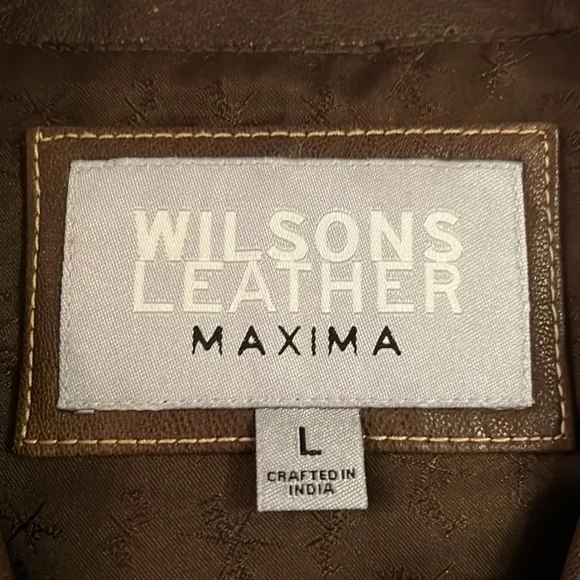 WILSONS
LEATHER
MAXIMA
L
CRAFTED IN
INDIA